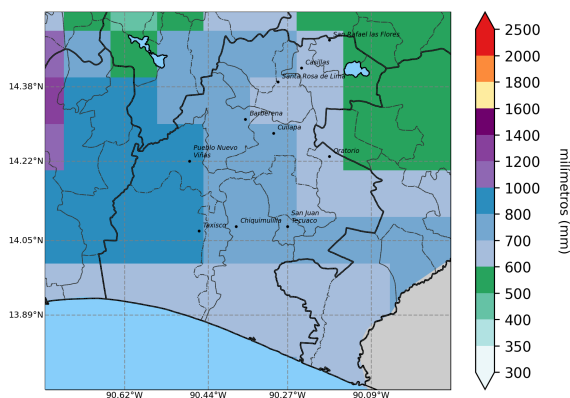 San Rafael las Flores
Casillas
Santa Rosa de Lima
Barberena
Cuilapa
Pueblo Nuevo
Viñas
Oratorio
San Juan
Tecuaco
Chiquimulilla
Taxisco
14.38°N
14.22°N
14.05°N
13.89°N
90.62°W
90.44°W
90.27°W
90.09°W
2500
2000
1800
1600
1400
1200
1000
800
700
600
500
400
300
milímetros (mm)